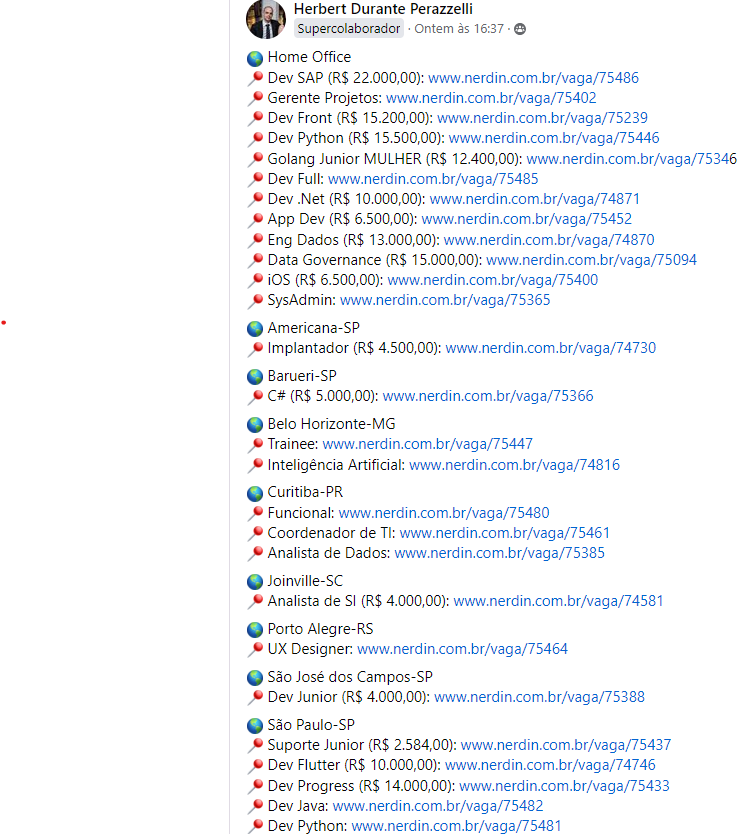 Herbert Durante Perazzelli
Supercolaborador · Ontem às 16:37 ·
Home Office
Dev SAP (R$ 22.000,00): www.nerdin.com.br/vaga/75486
Gerente Projetos: www.nerdin.com.br/vaga/75402
Dev Front (R$ 15.200,00): www.nerdin.com.br/vaga/75239
Dev Python (R$ 15.500,00): www.nerdin.com.br/vaga/75446
Golang Junior MULHER (R$ 12.400,00): www.nerdin.com.br/vaga/75346
Dev Full: www.nerdin.com.br/vaga/75485
Dev .Net (R$ 10.000,00): www.nerdin.com.br/vaga/74871
App Dev (R$ 6.500,00): www.nerdin.com.br/vaga/75452
Eng Dados (R$ 13.000,00): www.nerdin.com.br/vaga/74870
Data Governance (R$ 15.000,00): www.nerdin.com.br/vaga/75094
iOS (R$ 6.500,00): www.nerdin.com.br/vaga/75400
SysAdmin: www.nerdin.com.br/vaga/75365
Americana-SP
Implantador (R$ 4.500,00): www.nerdin.com.br/vaga/74730
Barueri-SP
C# (R$ 5.000,00): www.nerdin.com.br/vaga/75366
Belo Horizonte-MG
Trainee: www.nerdin.com.br/vaga/75447
Inteligência Artificial: www.nerdin.com.br/vaga/74816
Curitiba-PR
Funcional: www.nerdin.com.br/vaga/75480
Coordenador de TI: www.nerdin.com.br/vaga/75461
Analista de Dados: www.nerdin.com.br/vaga/75385
Joinville-SC
Analista de SI (R$ 4.000,00): www.nerdin.com.br/vaga/74581
Porto Alegre-RS
UX Designer: www.nerdin.com.br/vaga/75464
São José dos Campos-SP
Dev Junior (R$ 4.000,00): www.nerdin.com.br/vaga/75388
São Paulo-SP
Suporte Junior (R$ 2.584,00): www.nerdin.com.br/vaga/75437
Dev Flutter (R$ 10.000,00): www.nerdin.com.br/vaga/74746
Dev Progress (R$ 14.000,00): www.nerdin.com.br/vaga/75433
Dev Java: www.nerdin.com.br/vaga/75482
Dev Python: www.nerdin.com.br/vaga/75481